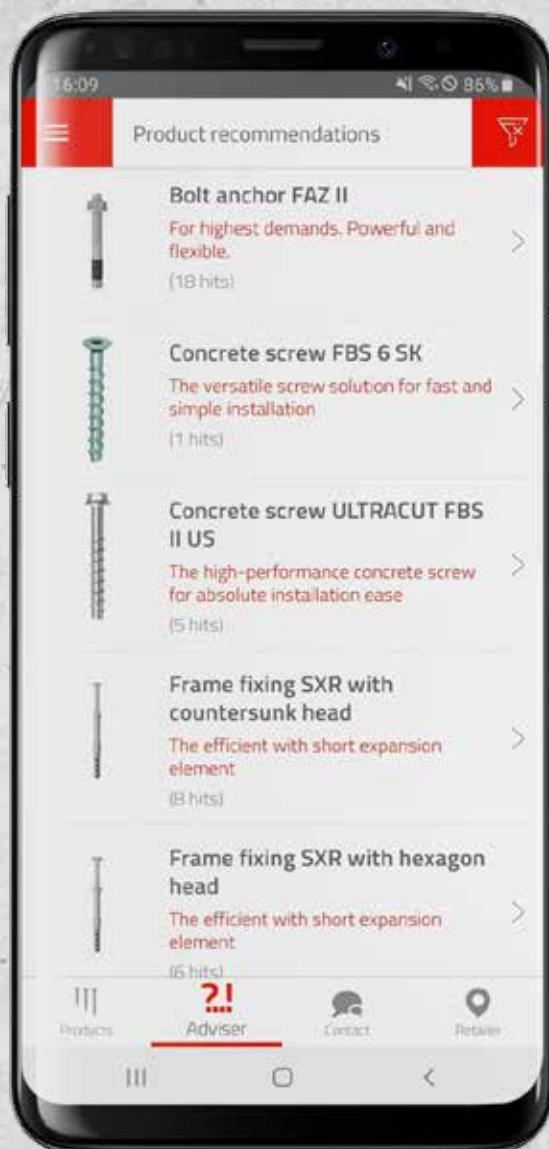 16:09
86%
Product recommendations
Bolt anchor FAZ II
For highest demands. Powerful and
flexible.
(18 hits)
Concrete screw FBS 6 SK
The versatile screw solution for fast and
simple installation
(1 hits)
Concrete screw ULTRACUT FBS
II US
The high-performance concrete screw
for absolute installation ease
(5 hits)
Frame fixing SXR with
countersunk head
The efficient with short expansion
element
(8 hits)
Frame fixing SXR with hexagon
head
The efficient with short expansion
element
(6 hits)
Products
?!
Adviser
Contact
Retailer